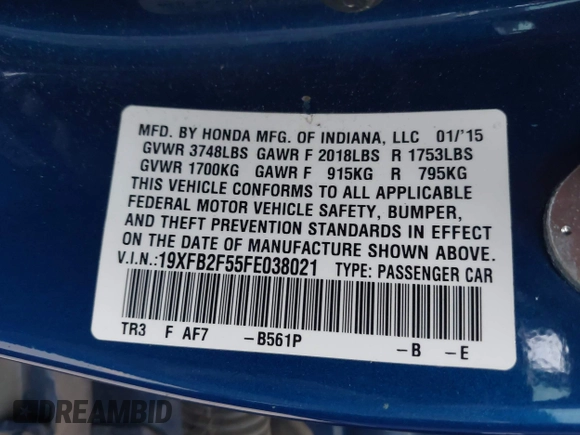 MFD. BY HONDA MFG. OF INDIANA, LLC 01/'15
GVWR 3748LBS GAWR F 2018LBS R 1753LBS
GVWR 1700KG GAWR F 915KG R 795KG
THIS VEHICLE CONFORMS TO ALL APPLICABLE
FEDERAL MOTOR VEHICLE SAFETY, BUMPER,
AND THEFT PREVENTION STANDARDS IN EFFECT
ON THE DATE OF MANUFACTURE SHOWN ABOVE.
V.I.N.:19XFB2F55FE038021 TYPE: PASSENGER CAR
TR3 F AF7 -B561P -B -E
DREAMBID